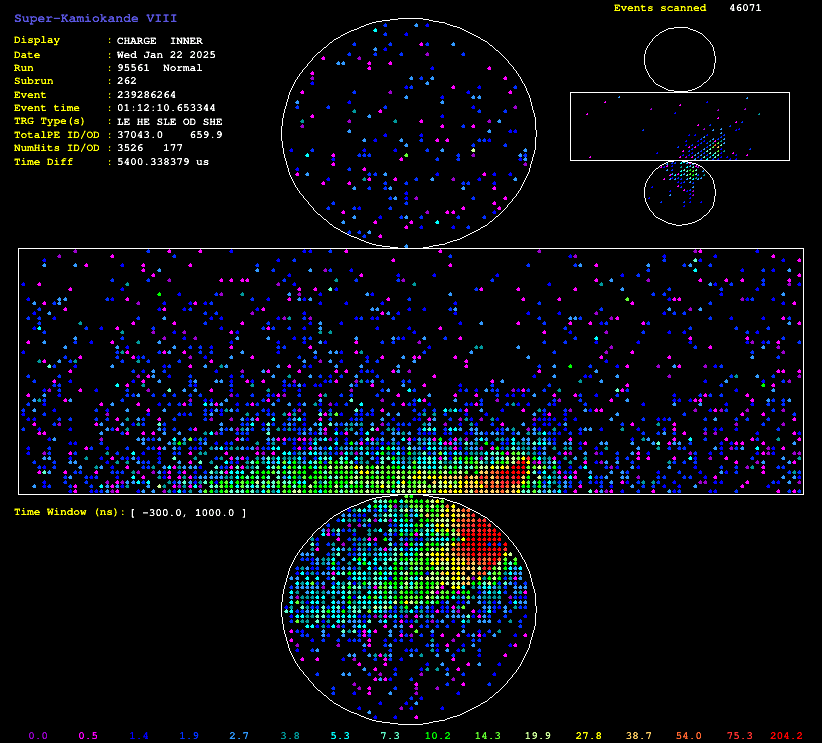 Super-Kamiokande VIII
Events scanned 46071
Display : CHARGE INNER
Date : Wed Jan 22 2025
Run : 95561 Normal
Subrun : 262
Event : 239286264
Event time : 01:12:10.653344
TRG Type(s) : LE HE SLE OD SHE
TotalPE ID/OD : 37043.0 659.9
NumHits ID/OD : 3526 177
Time Diff : 5400.338379 us
Time Window (ns): [ -300.0, 1000.0 ]
0.0 0.5 1.4 1.9 2.7 3.8 5.3 7.3 10.2 14.3 19.9 27.8 38.7 54.0 75.3 204.2